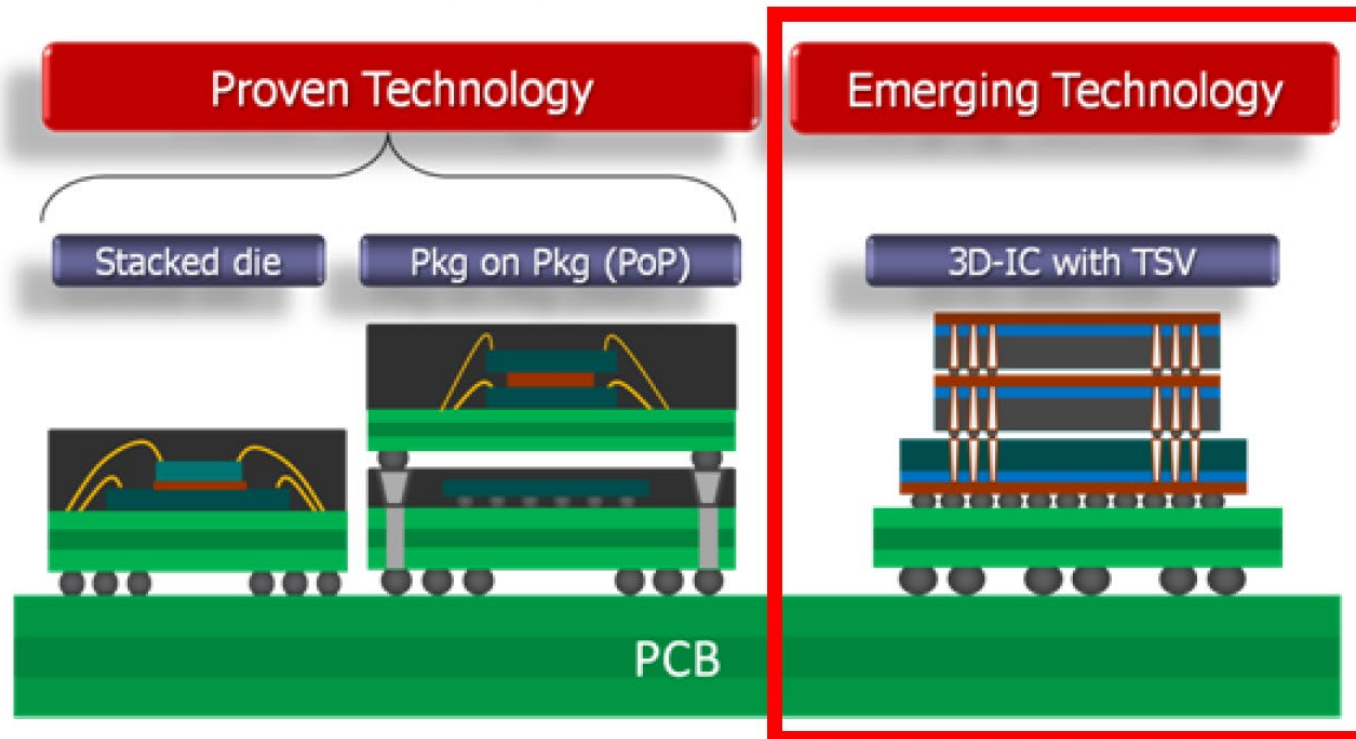 Proven Technology
Emerging Technology
Stacked die
Pkg on Pkg (PoP)
3D-IC with TSV
PCB